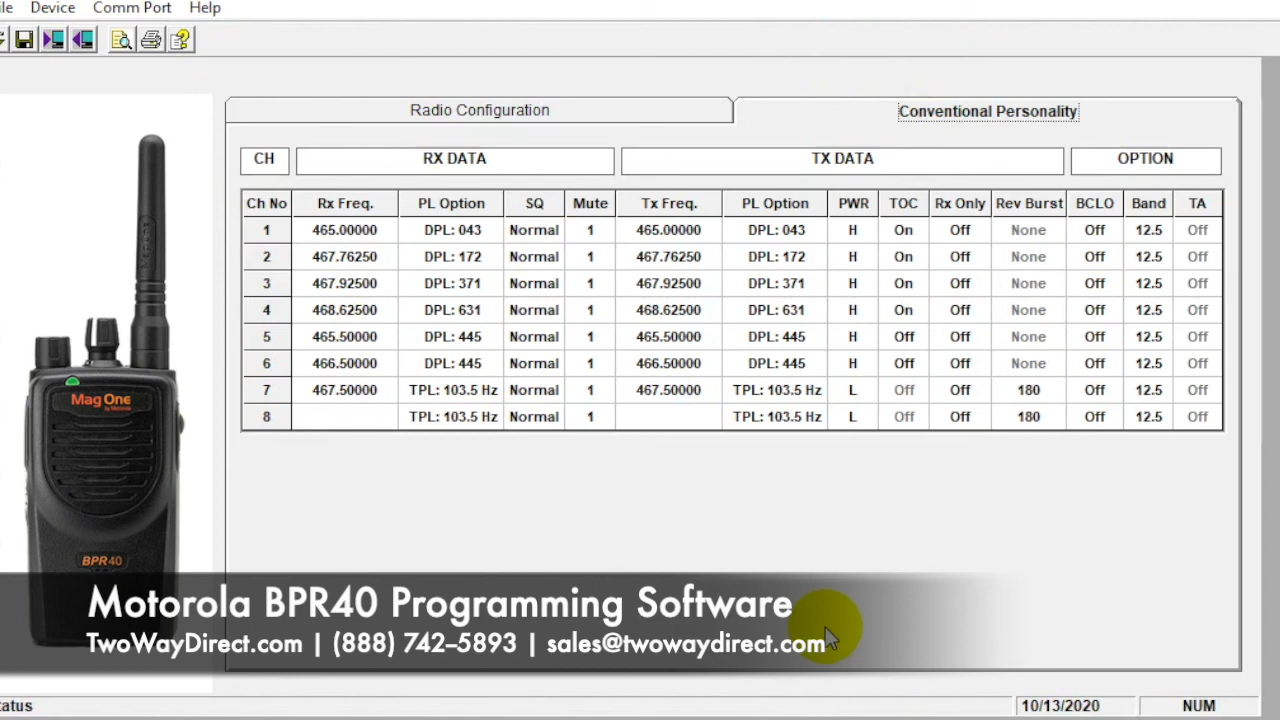 ile Device Comm Port Help
Radio Configuration Conventional Personality
CH RX DATA TX DATA OPTION
Ch No Rx Freq. PL Option SQ Mute Tx Freq. PL Option PWR TOC Rx Only Rev Burst BCLO Band TA
1 465.00000 DPL: 043 Normal 1 465.00000 DPL: 043 H On Off None Off 12.5 Off
2 467.76250 DPL: 172 Normal 1 467.76250 DPL: 172 H On Off None Off 12.5 Off
3 467.92500 DPL: 371 Normal 1 467.92500 DPL: 371 H On Off None Off 12.5 Off
4 468.62500 DPL: 631 Normal 1 468.62500 DPL: 631 H On Off None Off 12.5 Off
5 465.50000 DPL: 445 Normal 1 465.50000 DPL: 445 H Off Off None Off 12.5 Off
6 466.50000 DPL: 445 Normal 1 466.50000 DPL: 445 H Off Off None Off 12.5 Off
7 467.50000 TPL: 103.5 Hz Normal 1 467.50000 TPL: 103.5 Hz L Off Off 180 Off 12.5 Off
8 TPL: 103.5 Hz Normal 1 TPL: 103.5 Hz L Off Off 180 Off 12.5 Off
Mag One
by Motorola
BPR40
Motorola BPR40 Programming Software
TwoWayDirect.com | (888) 742–5893 | sales@twowaydirect.com
tatus 10/13/2020 NUM